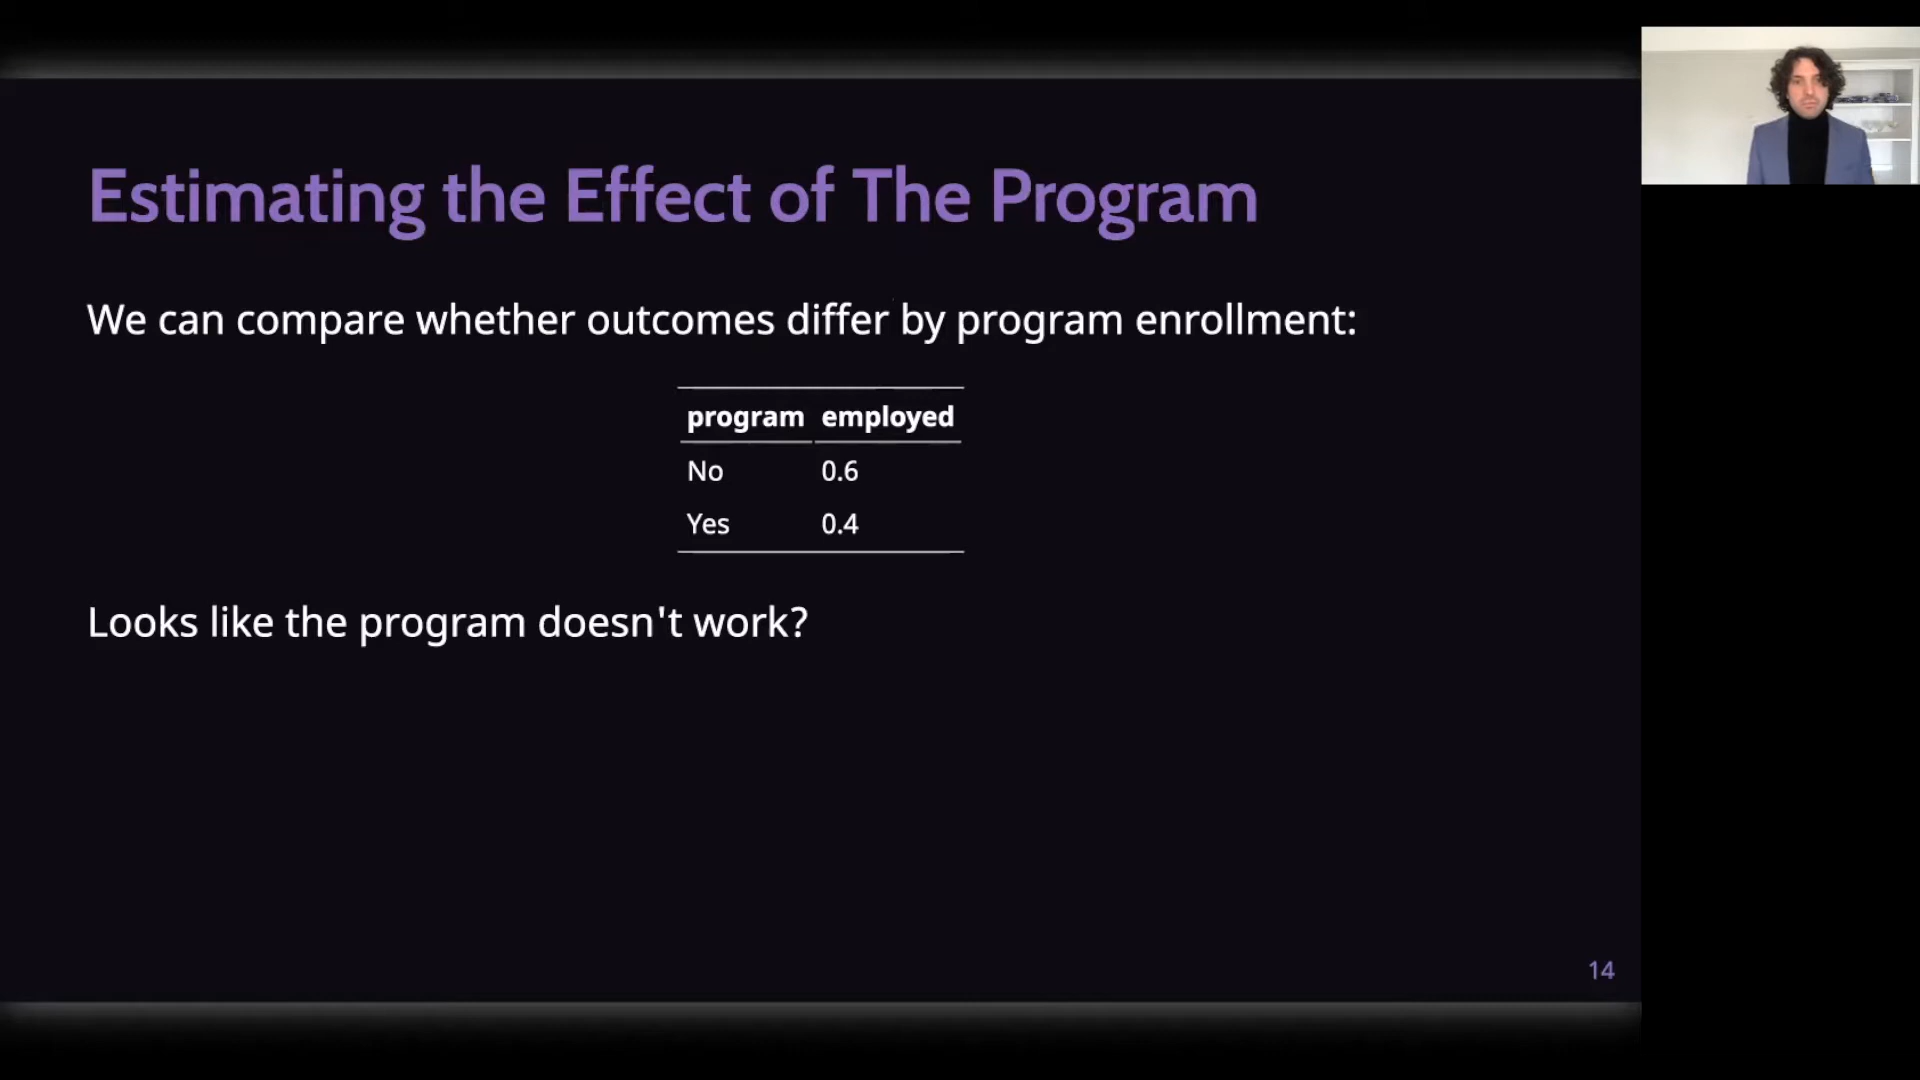 Estimating the Effect of The Program
We can compare whether outcomes differ by program enrollment:
program employed
No 0.6
Yes 0.4
Looks like the program doesn't work?
14